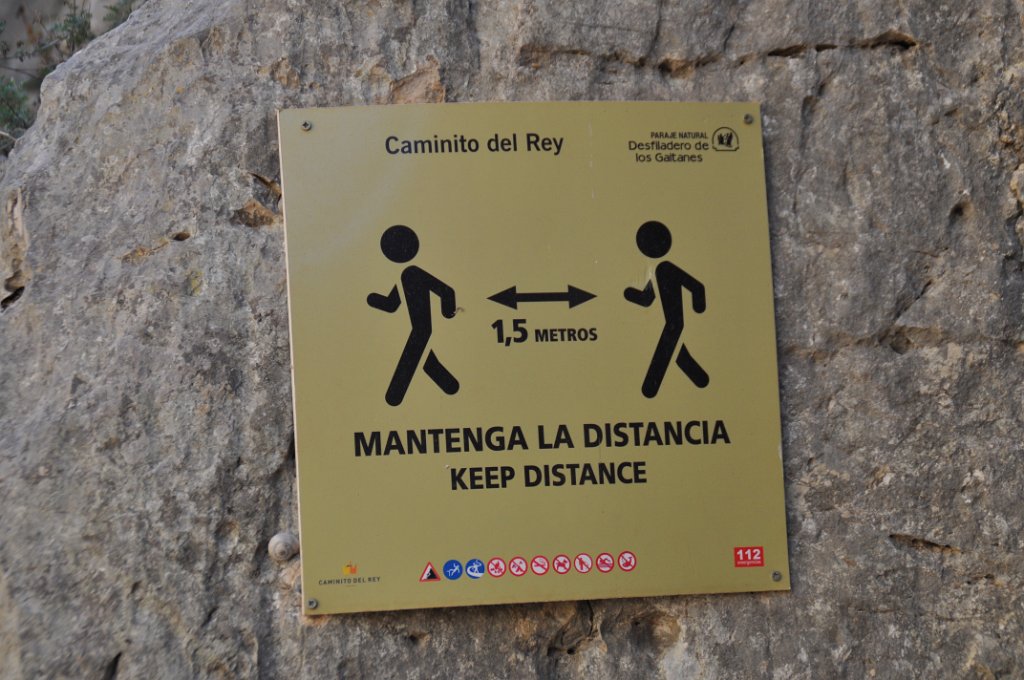 Caminito del Rey
PARAJE NATURAL
Desfiladero de
los Gaitanes
1,5 METROS
MANTENGA LA DISTANCIA
KEEP DISTANCE
CAMINITO DEL REY
112